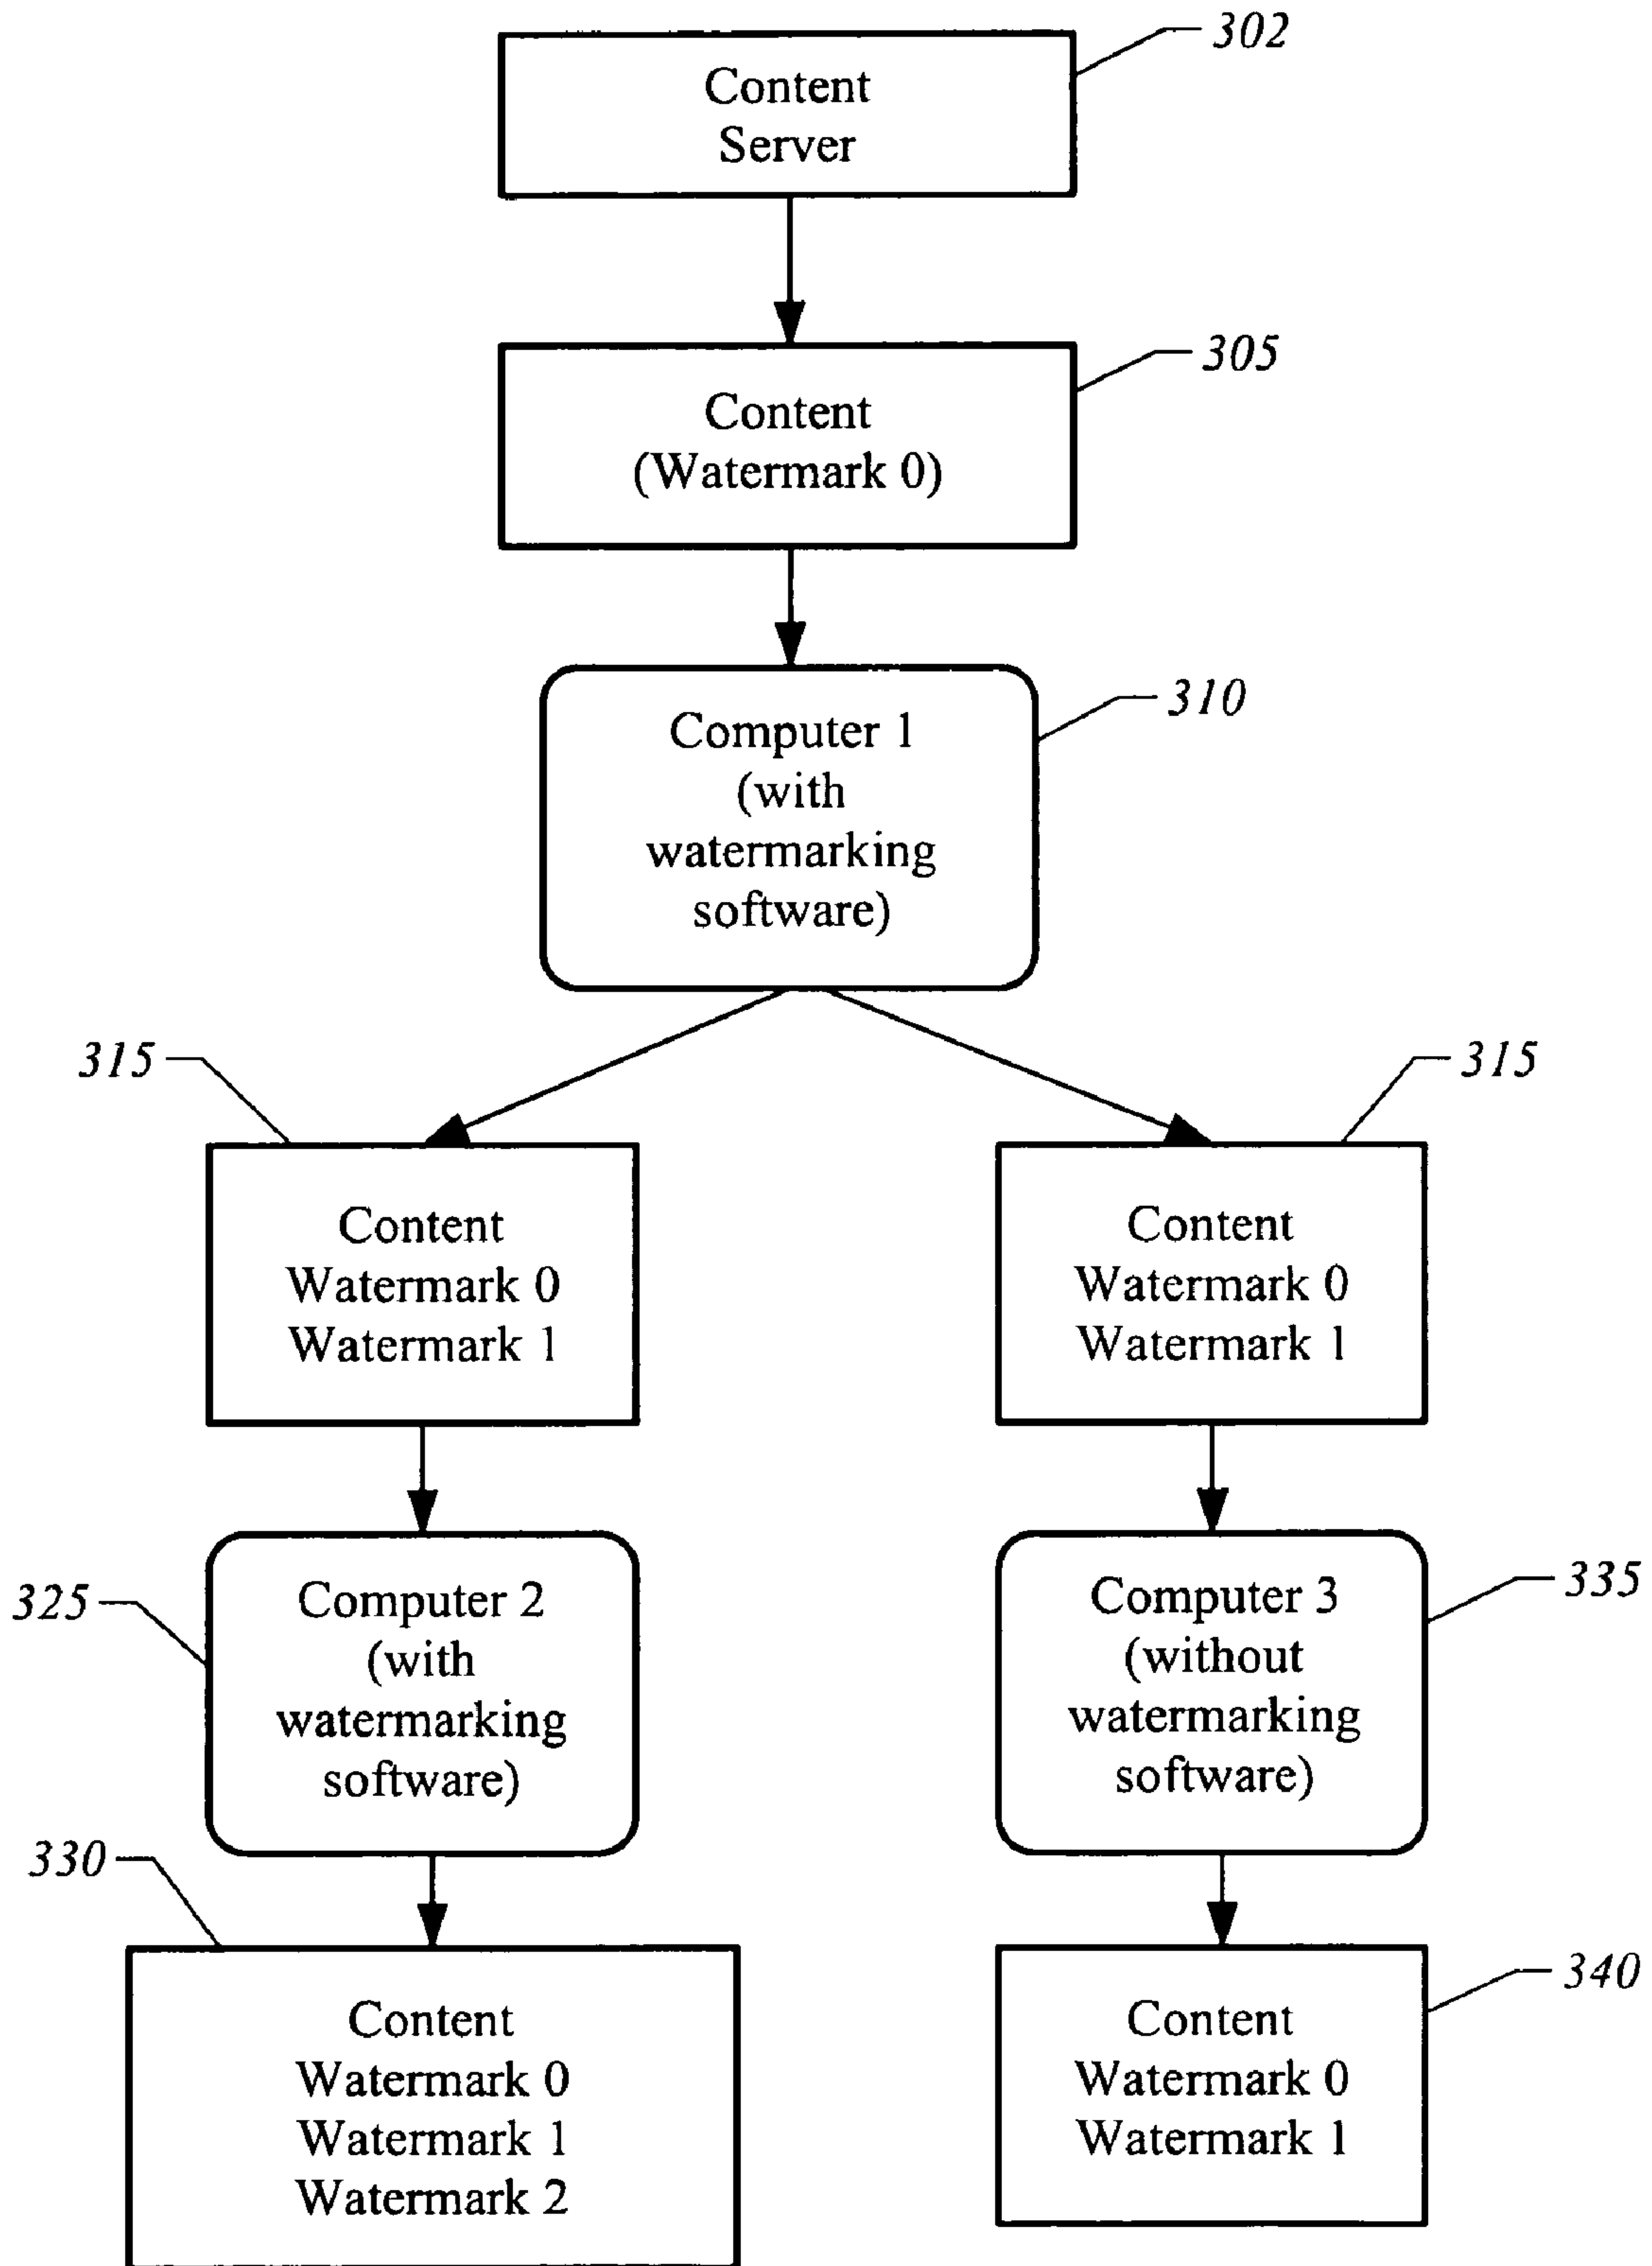 302
Content
Server
305
Content
(Watermark 0)
310
Computer 1
(with
watermarking
software)
315
315
Content
Watermark 0
Watermark 1
Content
Watermark 0
Watermark 1
325
Computer 2
(with
watermarking
software)
335
Computer 3
(without
watermarking
software)
330
Content
Watermark 0
Watermark 1
Watermark 2
340
Content
Watermark 0
Watermark 1